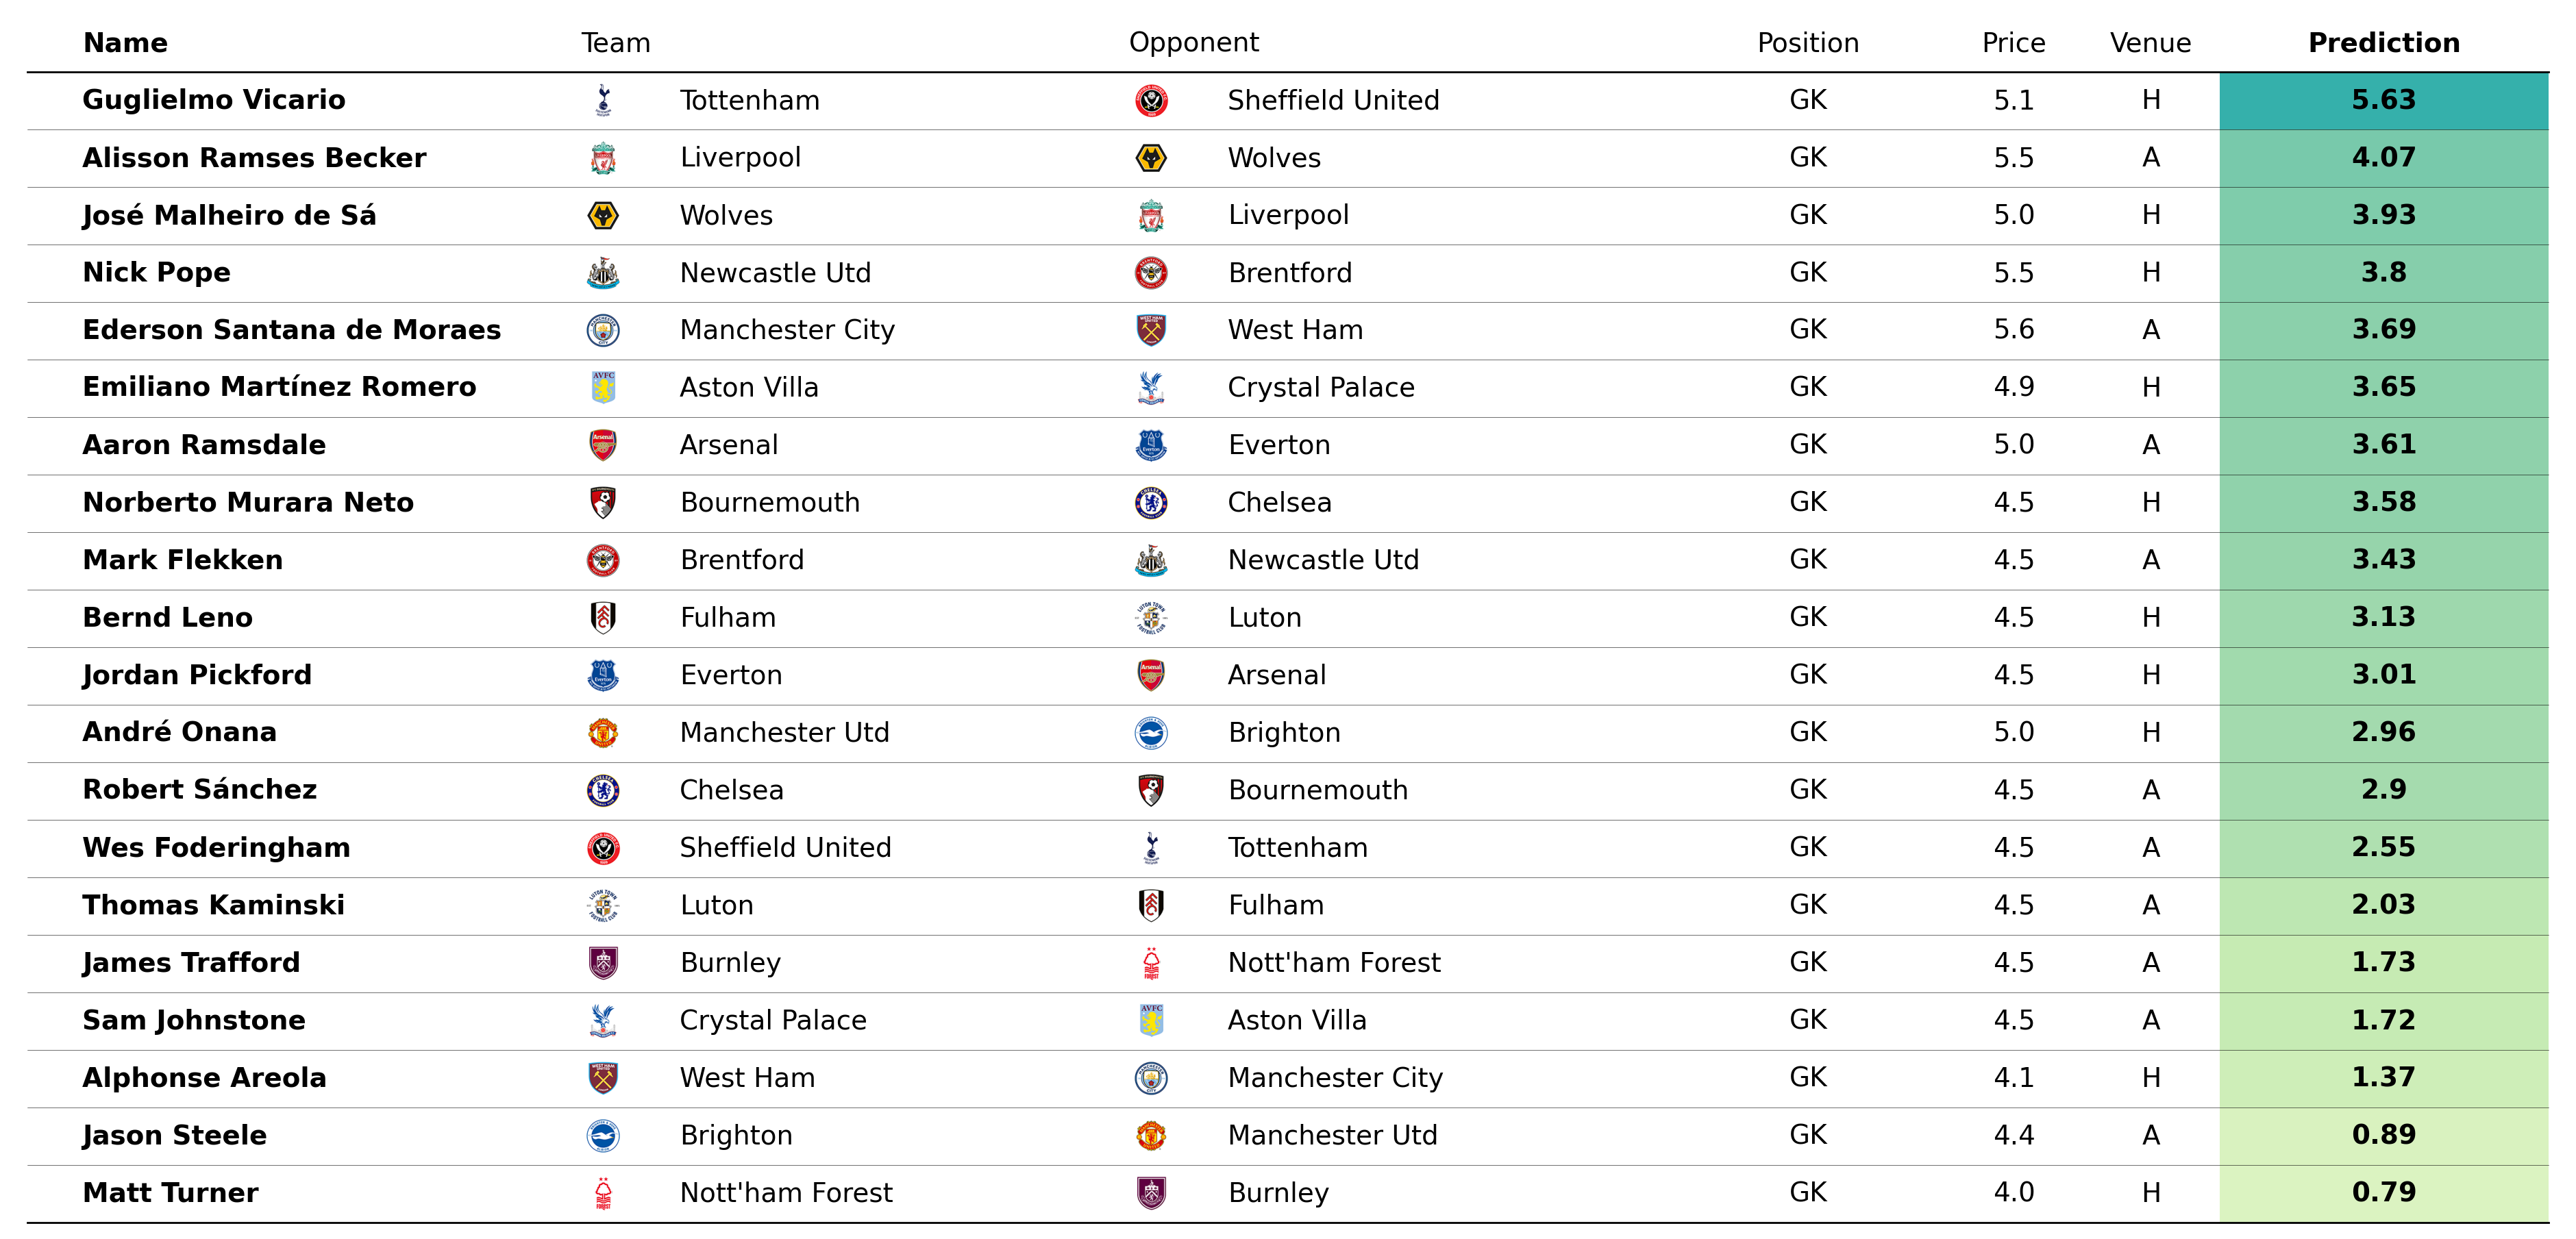 Name Team Opponent Position Price Venue Prediction
Guglielmo Vicario Tottenham Sheffield United GK 5.1 H 5.63
Alisson Ramses Becker Liverpool Wolves GK 5.5 A 4.07
José Malheiro de Sá Wolves Liverpool GK 5.0 H 3.93
Nick Pope Newcastle Utd Brentford GK 5.5 H 3.8
Ederson Santana de Moraes Manchester City West Ham GK 5.6 A 3.69
Emiliano Martínez Romero Aston Villa Crystal Palace GK 4.9 H 3.65
Aaron Ramsdale Arsenal Everton GK 5.0 A 3.61
Norberto Murara Neto Bournemouth Chelsea GK 4.5 H 3.58
Mark Flekken Brentford Newcastle Utd GK 4.5 A 3.43
Bernd Leno Fulham Luton GK 4.5 H 3.13
Jordan Pickford Everton Arsenal GK 4.5 H 3.01
André Onana Manchester Utd Brighton GK 5.0 H 2.96
Robert Sánchez Chelsea Bournemouth GK 4.5 A 2.9
Wes Foderingham Sheffield United Tottenham GK 4.5 A 2.55
Thomas Kaminski Luton Fulham GK 4.5 A 2.03
James Trafford Burnley Nott'ham Forest GK 4.5 A 1.73
Sam Johnstone Crystal Palace Aston Villa GK 4.5 A 1.72
Alphonse Areola West Ham Manchester City GK 4.1 H 1.37
Jason Steele Brighton Manchester Utd GK 4.4 A 0.89
Matt Turner Nott'ham Forest Burnley GK 4.0 H 0.79